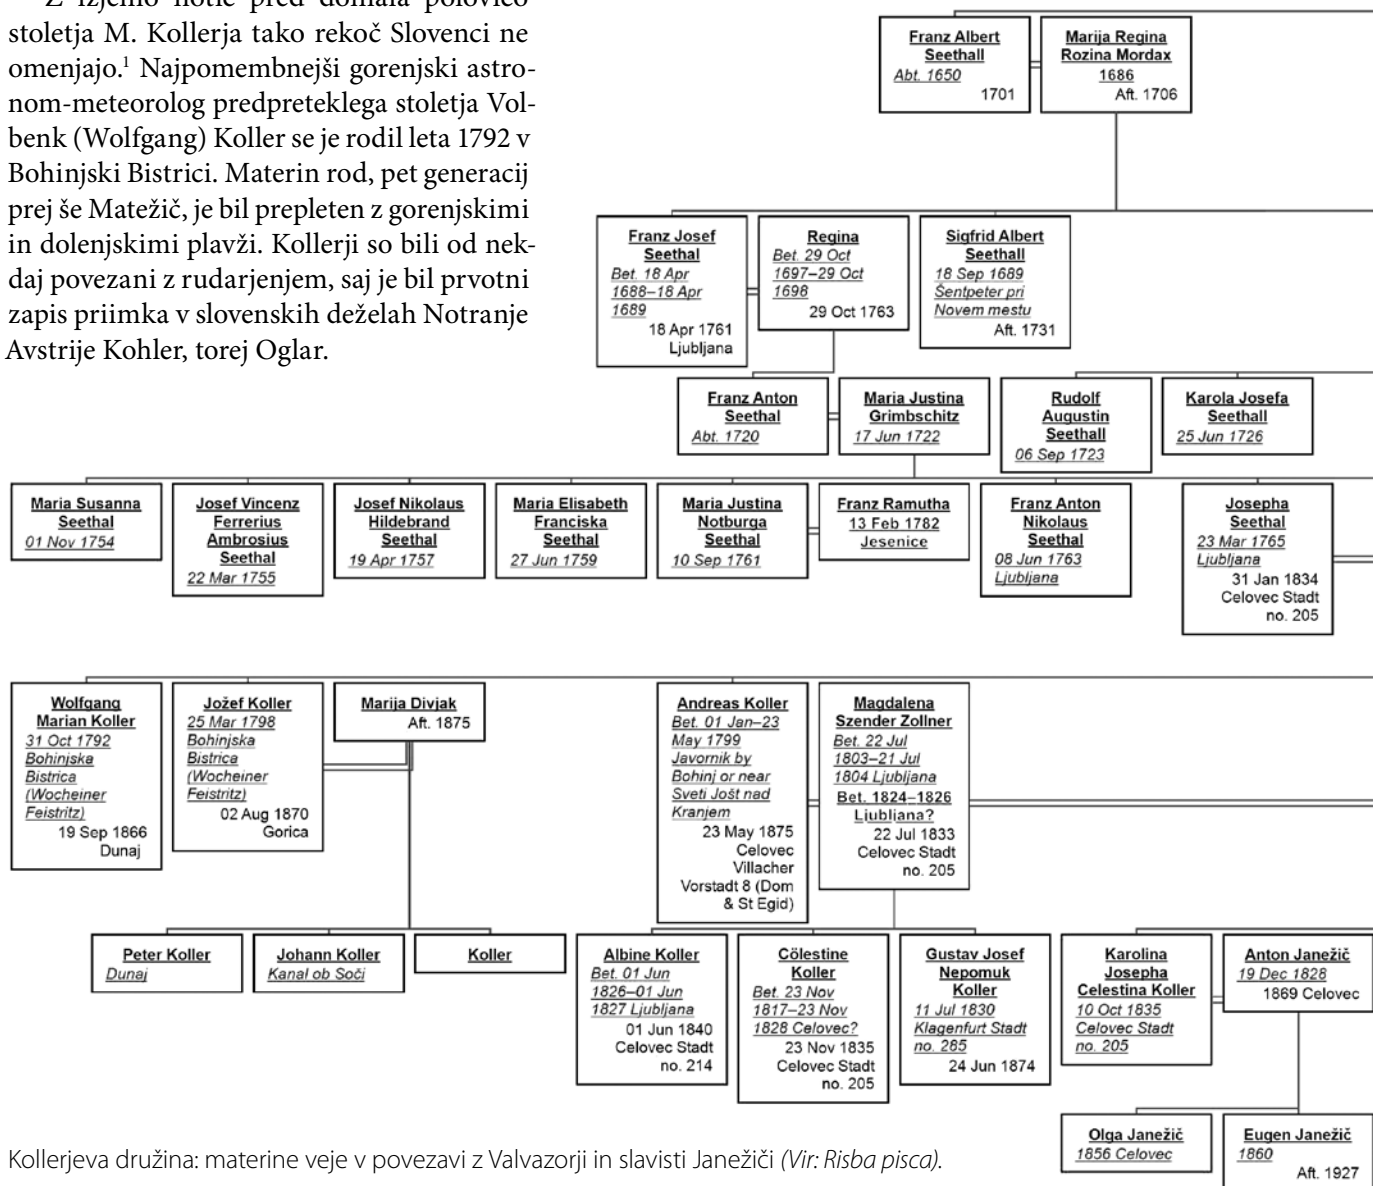 Z izjemo notic pred domala polovico
stoletja M. Kollerja tako rekoč Slovenci ne
omenjajo.¹ Najpomembnejši gorenjski astro-
nom-meteorolog predpreteklega stoletja Vol-
benk (Wolfgang) Koller se je rodil leta 1792 v
Bohinjski Bistrici. Materin rod, pet generacij
prej še Matežič, je bil prepleten z gorenjskimi
in dolenjskimi plavži. Kollerji so bili od nek-
daj povezani z rudarjenjem, saj je bil prvotni
zapis priimka v slovenskih deželah Notranje
Avstrije Kohler, torej Oglar.
Franz Albert
Seethall
Abt. 1650
1701
Marija Regina
Rozina Mordax
1686
Aft. 1706
Franz Josef
Seethal
Bet. 18 Apr
1688–18 Apr
1689
18 Apr 1761
Ljubljana
Regina
Bet. 29 Oct
1697–29 Oct
1698
29 Oct 1763
Sigfrid Albert
Seethall
18 Sep 1689
Šentpeter pri
Novem mestu
Aft. 1731
Franz Anton
Seethal
Abt. 1720
Maria Justina
Grimbschitz
17 Jun 1722
Rudolf
Augustin
Seethall
06 Sep 1723
Karola Josefa
Seethall
25 Jun 1726
Maria Susanna
Seethal
01 Nov 1754
Josef Vincenz
Ferrerius
Ambrosius
Seethal
22 Mar 1755
Josef Nikolaus
Hildebrand
Seethal
19 Apr 1757
Maria Elisabeth
Franciska
Seethal
27 Jun 1759
Maria Justina
Notburga
Seethal
10 Sep 1761
Franz Ramutha
13 Feb 1782
Jesenice
Franz Anton
Nikolaus
Seethal
08 Jun 1763
Ljubljana
Josepha
Seethal
23 Mar 1765
Ljubljana
31 Jan 1834
Celovec Stadt
no. 205
Wolfgang
Marian Koller
31 Oct 1792
Bohinjska
Bistrica
(Wocheiner
Feistritz)
19 Sep 1866
Dunaj
Jožef Koller
25 Mar 1798
Bohinjska
Bistrica
(Wocheiner
Feistritz)
02 Aug 1870
Gorica
Marija Divjak
Aft. 1875
Andreas Koller
Bet. 01 Jan–23
May 1799
Javornik by
Bohinj or near
Sveti Jošt nad
Kranjem
23 May 1875
Celovec
Villacher
Vorstadt 8 (Dom
& St Egid)
Magdalena
Szender Zollner
Bet. 22 Jul
1803–21 Jul
1804 Ljubljana
Bet. 1824–1826
Ljubljana?
22 Jul 1833
Celovec Stadt
no. 205
Peter Koller
Dunaj
Johann Koller
Kanal ob Soči
Koller
Albine Koller
Bet. 01 Jun
1826–01 Jun
1827 Ljubljana
01 Jun 1840
Celovec Stadt
no. 214
Cölestine
Koller
Bet. 23 Nov
1817–23 Nov
1828 Celovec?
23 Nov 1835
Celovec Stadt
no. 205
Gustav Josef
Nepomuk
Koller
11 Jul 1830
Klagenfurt Stadt
no. 285
24 Jun 1874
Karolina
Josepha
Celestina Koller
10 Oct 1835
Celovec Stadt
no. 205
Anton Janežič
19 Dec 1828
1869 Celovec
Olga Janežič
1856 Celovec
Eugen Janežič
1860
Aft. 1927
Kollerjeva družina: materine veje v povezavi z Valvazorji in slavisti Janežiči (Vir: Risba pisca).